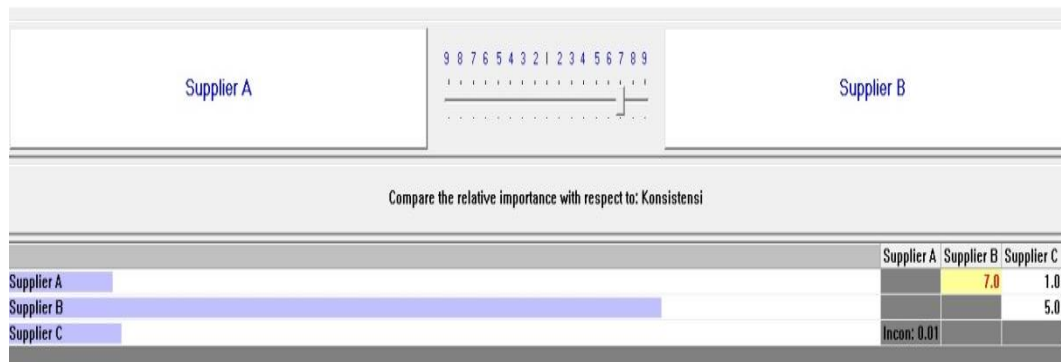 9 8 7 6 5 4 3 2 1 2 3 4 5 6 7 8 9
Supplier A
Supplier B
Compare the relative importance with respect to: Konsistensi
Supplier A Supplier B Supplier C
Supplier A 7.0 1.0
Supplier B 5.0
Supplier C Incon: 0.01